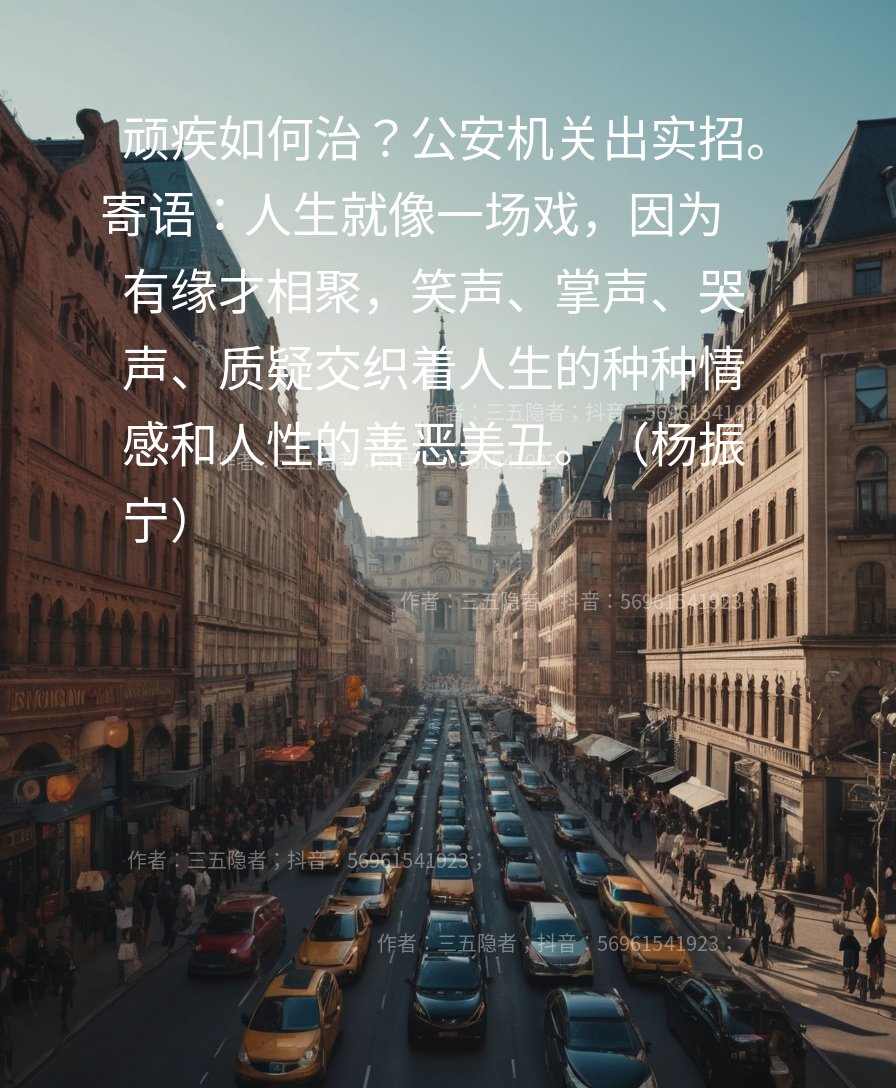 顽疾如何治？公安机关出实招。
寄语：人生就像一场戏，因为
有缘才相聚，笑声、掌声、哭
声、质疑交织着人生的种种情
感和人性的善恶美丑。（杨振
宁）
作者：三五隐者；抖音：56961541923；
作者：三五隐者；抖音：56961541923；
作者：三五隐者；抖音：56961541923；
作者：三五隐者；抖音：56961541923；
作者：三五隐者；抖音：56961541923；